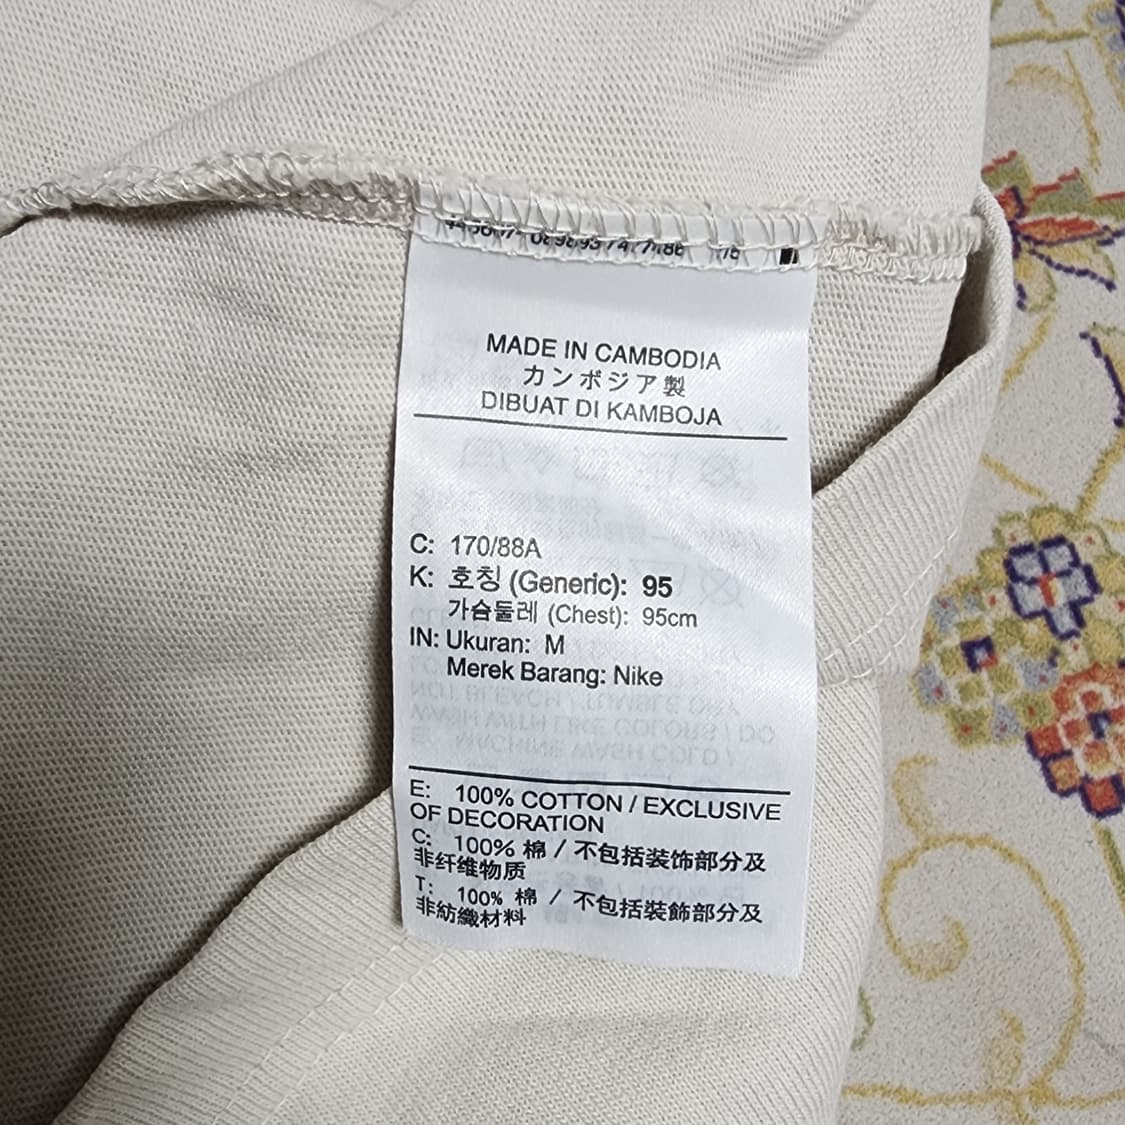 MADE IN CAMBODIA
カンボジア製
DIBUAT DI KAMBOJA
C: 170/88A
K: 호칭 (Generic): 95
가슴둘레 (Chest): 95cm
IN: Ukuran: M
Merek Barang: Nike
E: 100% COTTON / EXCLUSIVE
OF DECORATION
C: 100% 棉 / 不包括装饰部分及
非纤维物质
T: 100% 棉 / 不包括裝飾部分及
非紡織材料